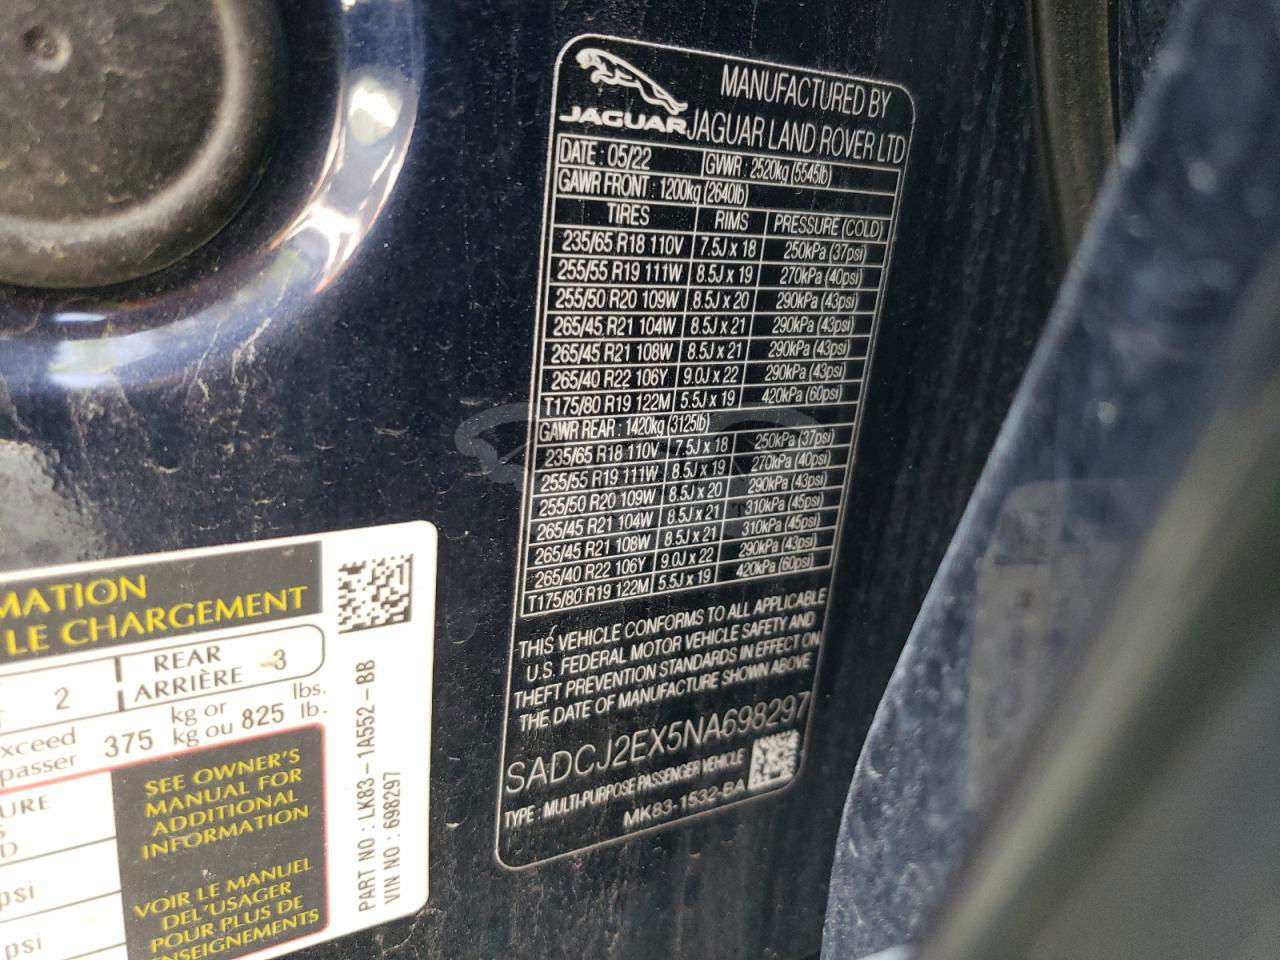 JAGUAR
MANUFACTURED BY
JAGUAR LAND ROVER LTD
DATE : 05/22 GVWR : 2520kg (5545lb)
GAWR FRONT : 1200kg (2640lb)
TIRES RIMS PRESSURE (COLD)
235/65 R18 110V 7.5J x 18 250kPa (37psi)
255/55 R19 111W 8.5J x 19 270kPa (40psi)
255/50 R20 109W 8.5J x 20 290kPa (43psi)
265/45 R21 104W 8.5J x 21 290kPa (43psi)
265/45 R21 108W 8.5J x 21 290kPa (43psi)
265/40 R22 106Y 9.0J x 22 290kPa (43psi)
T175/80 R19 122M 5.5J x 19 420kPa (60psi)
GAWR REAR : 1420kg (3125lb)
235/65 R18 110V 7.5J x 18 250kPa (37psi)
255/55 R19 111W 8.5J x 19 270kPa (40psi)
255/50 R20 109W 8.5J x 20 290kPa (43psi)
265/45 R21 104W 8.5J x 21 310kPa (45psi)
265/45 R21 108W 8.5J x 21 310kPa (45psi)
265/40 R22 106Y 9.0J x 22 290kPa (43psi)
T175/80 R19 122M 5.5J x 19 420kPa (60psi)
THIS VEHICLE CONFORMS TO ALL APPLICABLE
U.S. FEDERAL MOTOR VEHICLE SAFETY AND
THEFT PREVENTION STANDARDS IN EFFECT ON
THE DATE OF MANUFACTURE SHOWN ABOVE
SADCJ2EX5NA698297
TYPE : MULTI-PURPOSE PASSENGER VEHICLE
MK83-1532-BA
MATION
LE CHARGEMENT
2 REAR 3
ARRIÈRE
xceed 375 kg or 825 lbs.
passer kg ou lb.
URE
S
D
psi
psi
SEE OWNER'S
MANUAL FOR
ADDITIONAL
INFORMATION
VOIR LE MANUEL
DEL'USAGER
POUR PLUS DE
NSEIGNEMENTS
PART NO : LK83-1A552-BB
VIN NO : 698297